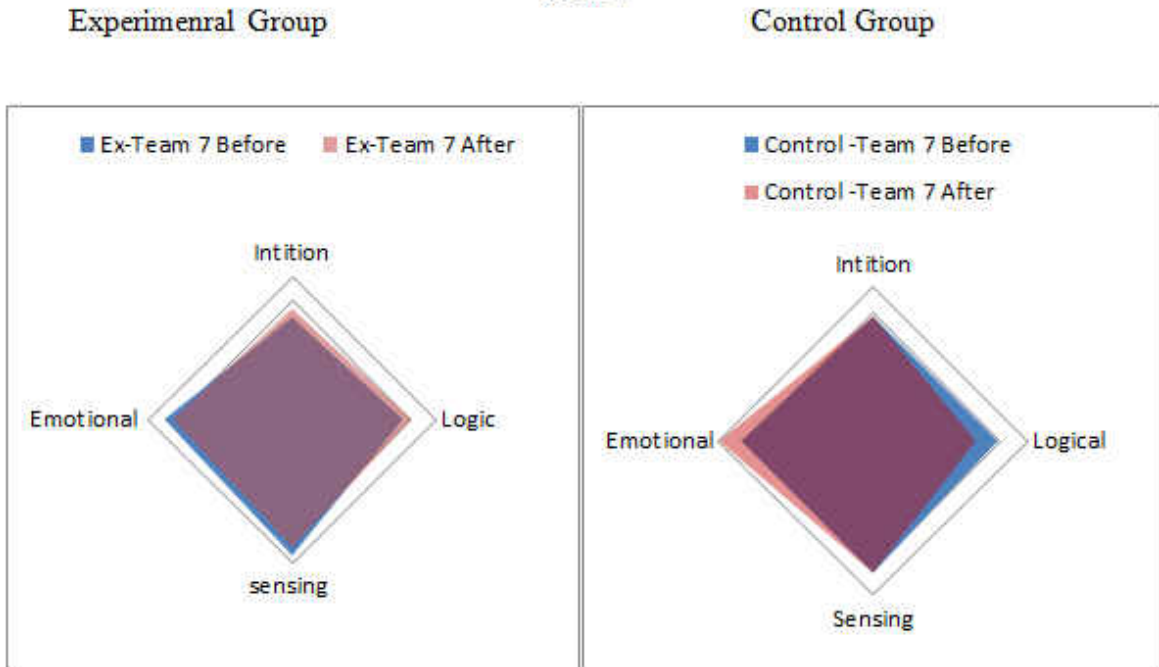 Experimenral Group
Control Group
Ex-Team 7 Before
Ex-Team 7 After
Intition
Emotional
Logic
sensing
Control -Team 7 Before
Control -Team 7 After
Intition
Emotional
Logical
Sensing